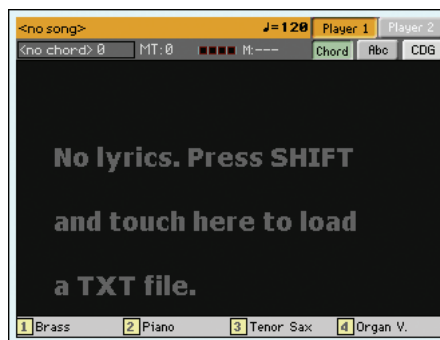 <no song> ♩=120 Player 1 Player 2
<no chord> 0 MT:0 M:--- Chord Abc CDG
No lyrics. Press SHIFT
and touch here to load
a TXT file.
1 Brass 2 Piano 3 Tenor Sax 4 Organ V.